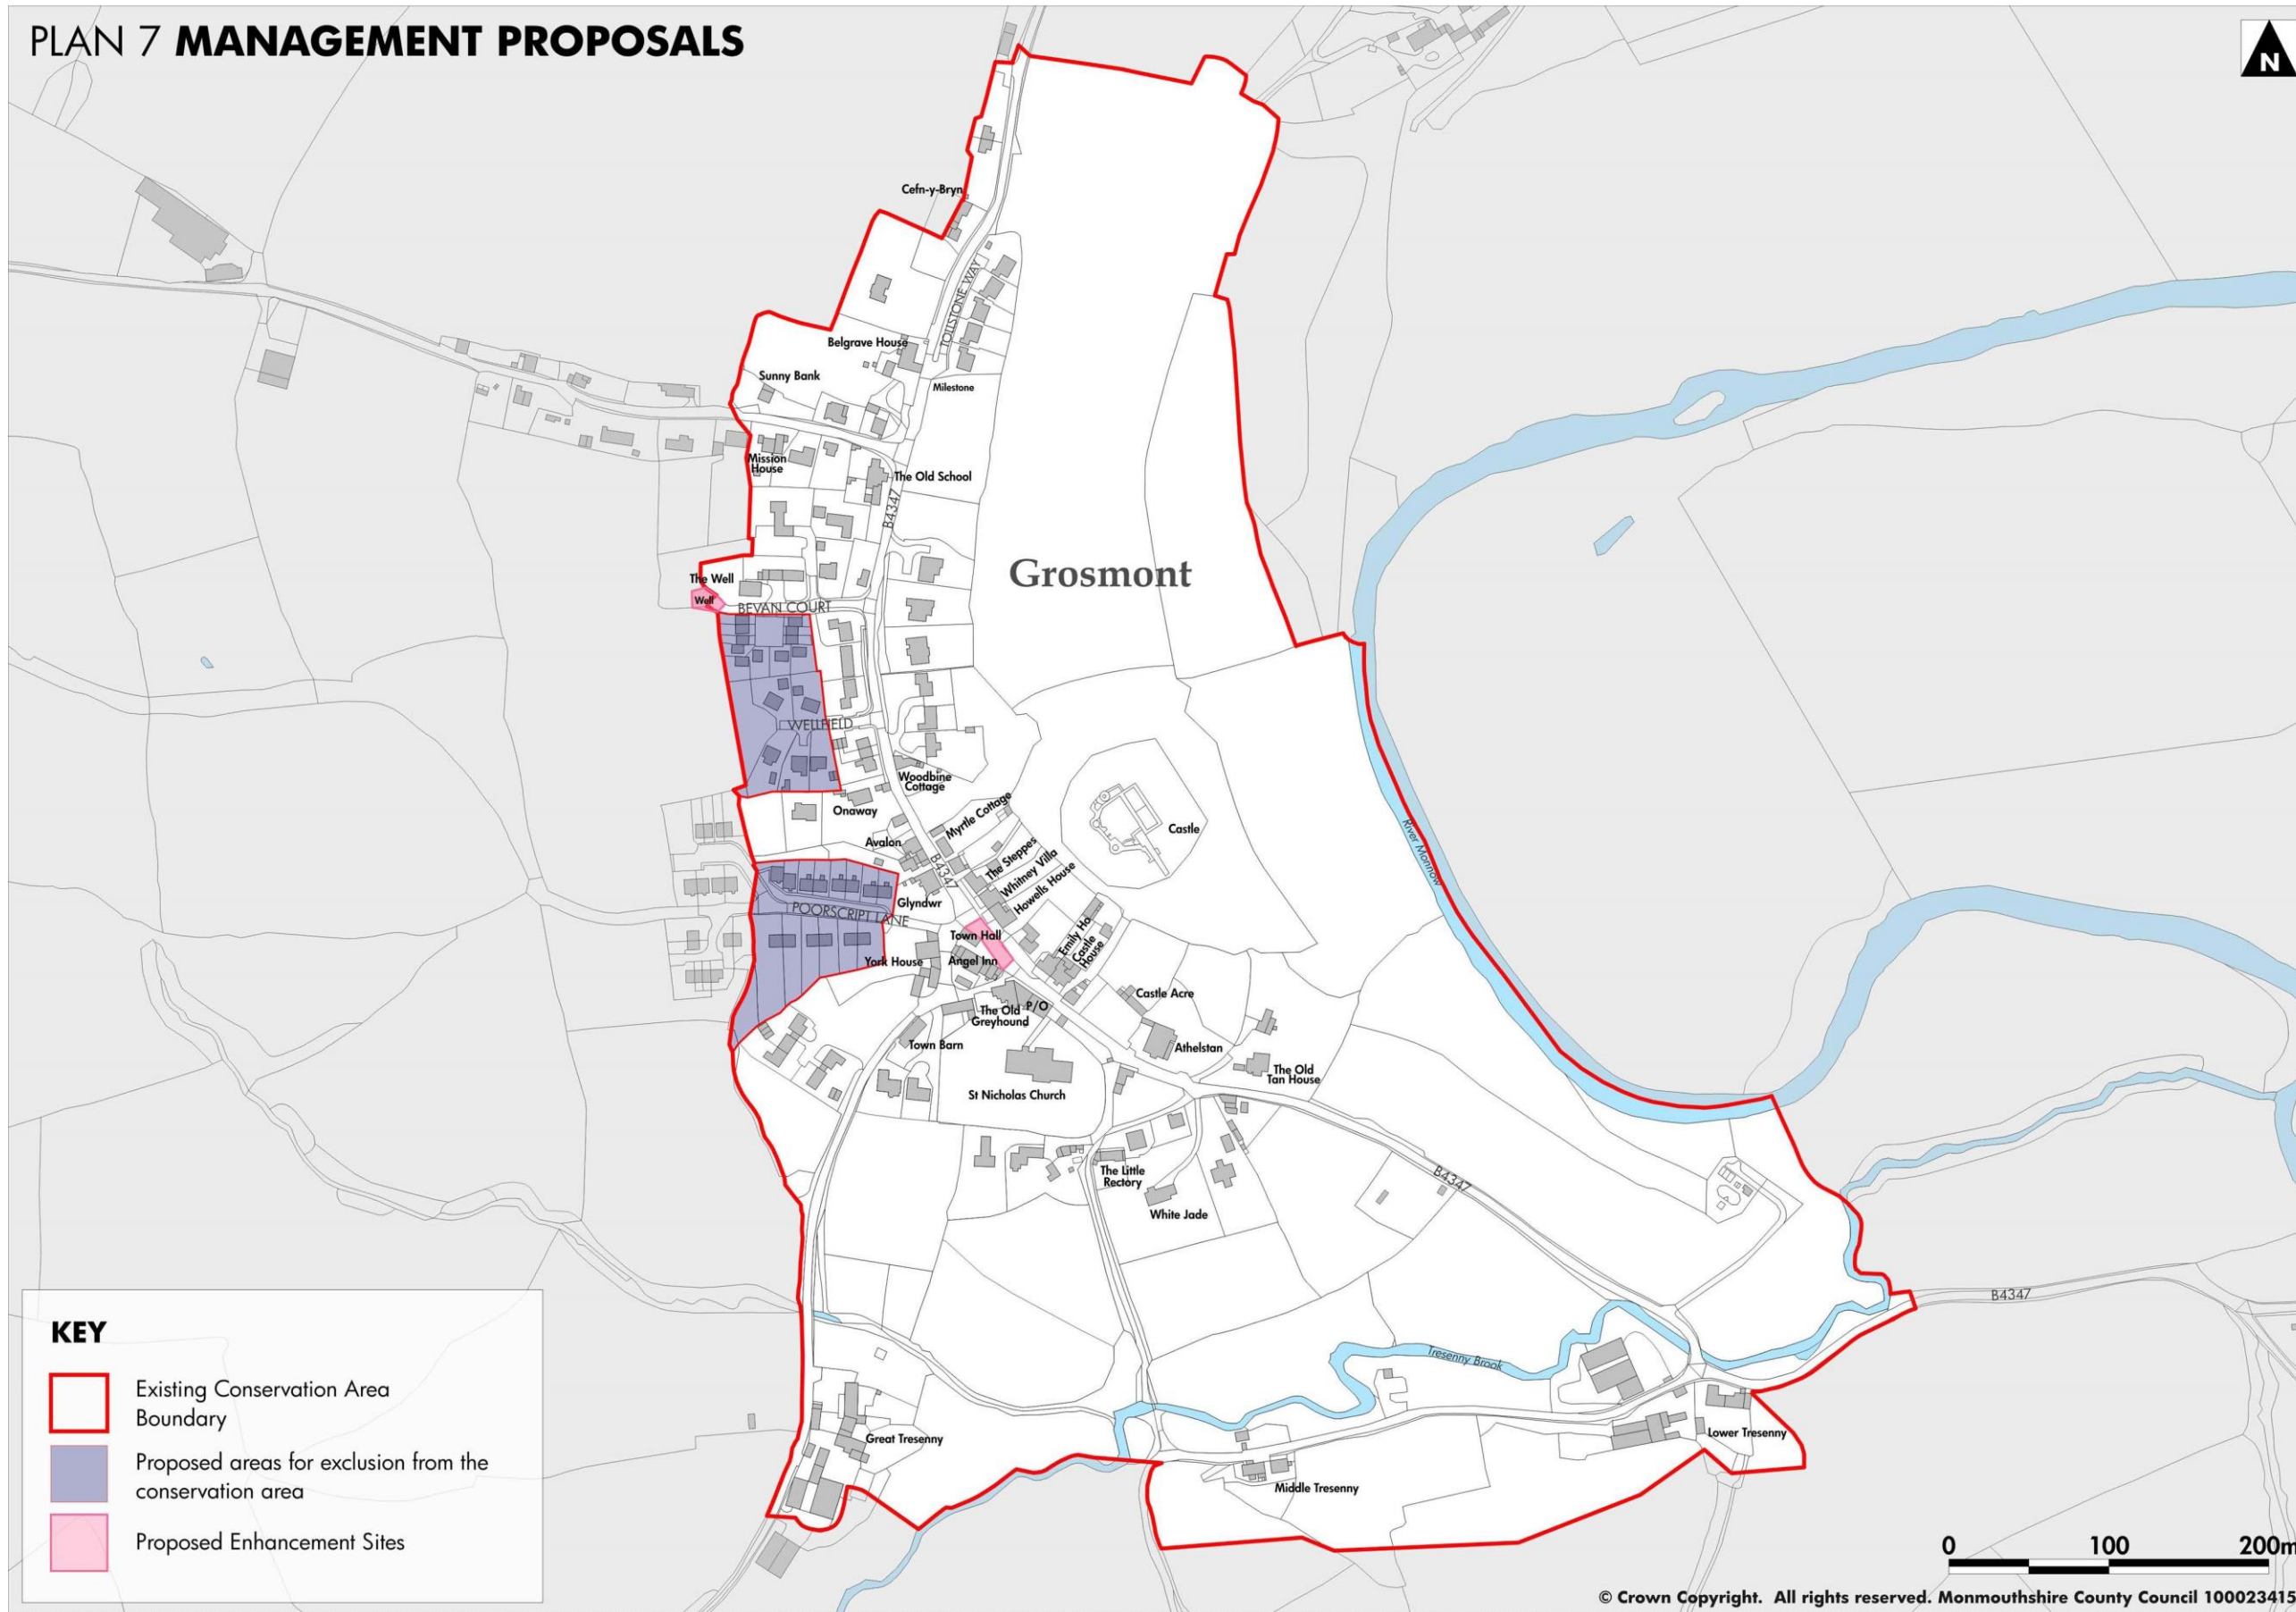 PLAN 7 MANAGEMENT PROPOSALS
N
Cefn-y-Bryn
TOLLSTONE WAY
Belgrave House
Sunny Bank
Milestone
Mission
House
The Old School
B4347
Grosmont
The Well
Well
BEVAN COURT
WELLFIELD
Woodbine
Cottage
Onaway
Myrtle Cottage
Avalon
Castle
B4347
The Steppes
Whitney Villa
Howells House
River Monnow
Glyndwr
POORSCRIPT LANE
Town Hall
Emily Ho
Castle
House
York House
Angel Inn
Castle Acre
P/O
The Old
Greyhound
Town Barn
Athelstan
The Old
Tan House
St Nicholas Church
The Little
Rectory
B4347
White Jade
B4347
Tresenny Brook
Great Tresenny
Lower Tresenny
Middle Tresenny
KEY
Existing Conservation Area
Boundary
Proposed areas for exclusion from the
conservation area
Proposed Enhancement Sites
0 100 200m
© Crown Copyright. All rights reserved. Monmouthshire County Council 100023415